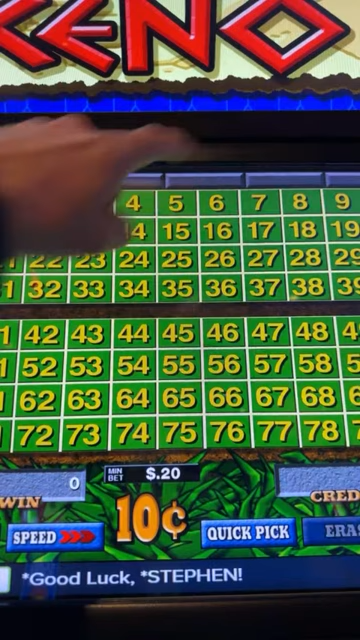 KENO
4 5 6 7 8 9
14 15 16 17 18 19
22 23 24 25 26 27 28 29
32 33 34 35 36 37 38 39
42 43 44 45 46 47 48 4
52 53 54 55 56 57 58
62 63 64 65 66 67 68
72 73 74 75 76 77 78
0 MIN BET $.20
WIN 10¢ CRED
SPEED QUICK PICK ERAS
*Good Luck, *STEPHEN!